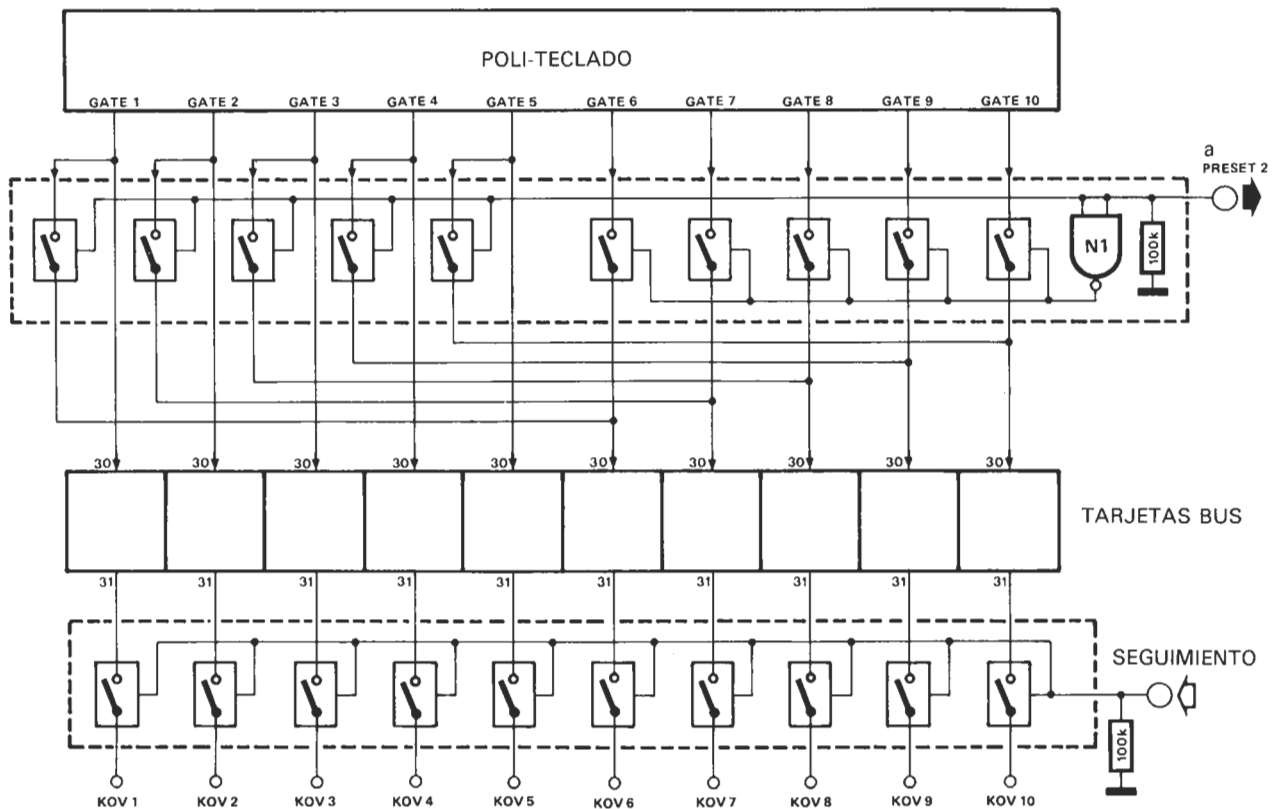 POLI-TECLADO
GATE 1 GATE 2 GATE 3 GATE 4 GATE 5 GATE 6 GATE 7 GATE 8 GATE 9 GATE 10
a
PRESET 2
N1
100k
30 30 30 30 30 30 30 30 30 30
TARJETAS BUS
31 31 31 31 31 31 31 31 31 31
SEGUIMIENTO
100k
KOV 1 KOV 2 KOV 3 KOV 4 KOV 5 KOV 6 KOV 7 KOV 8 KOV 9 KOV 10